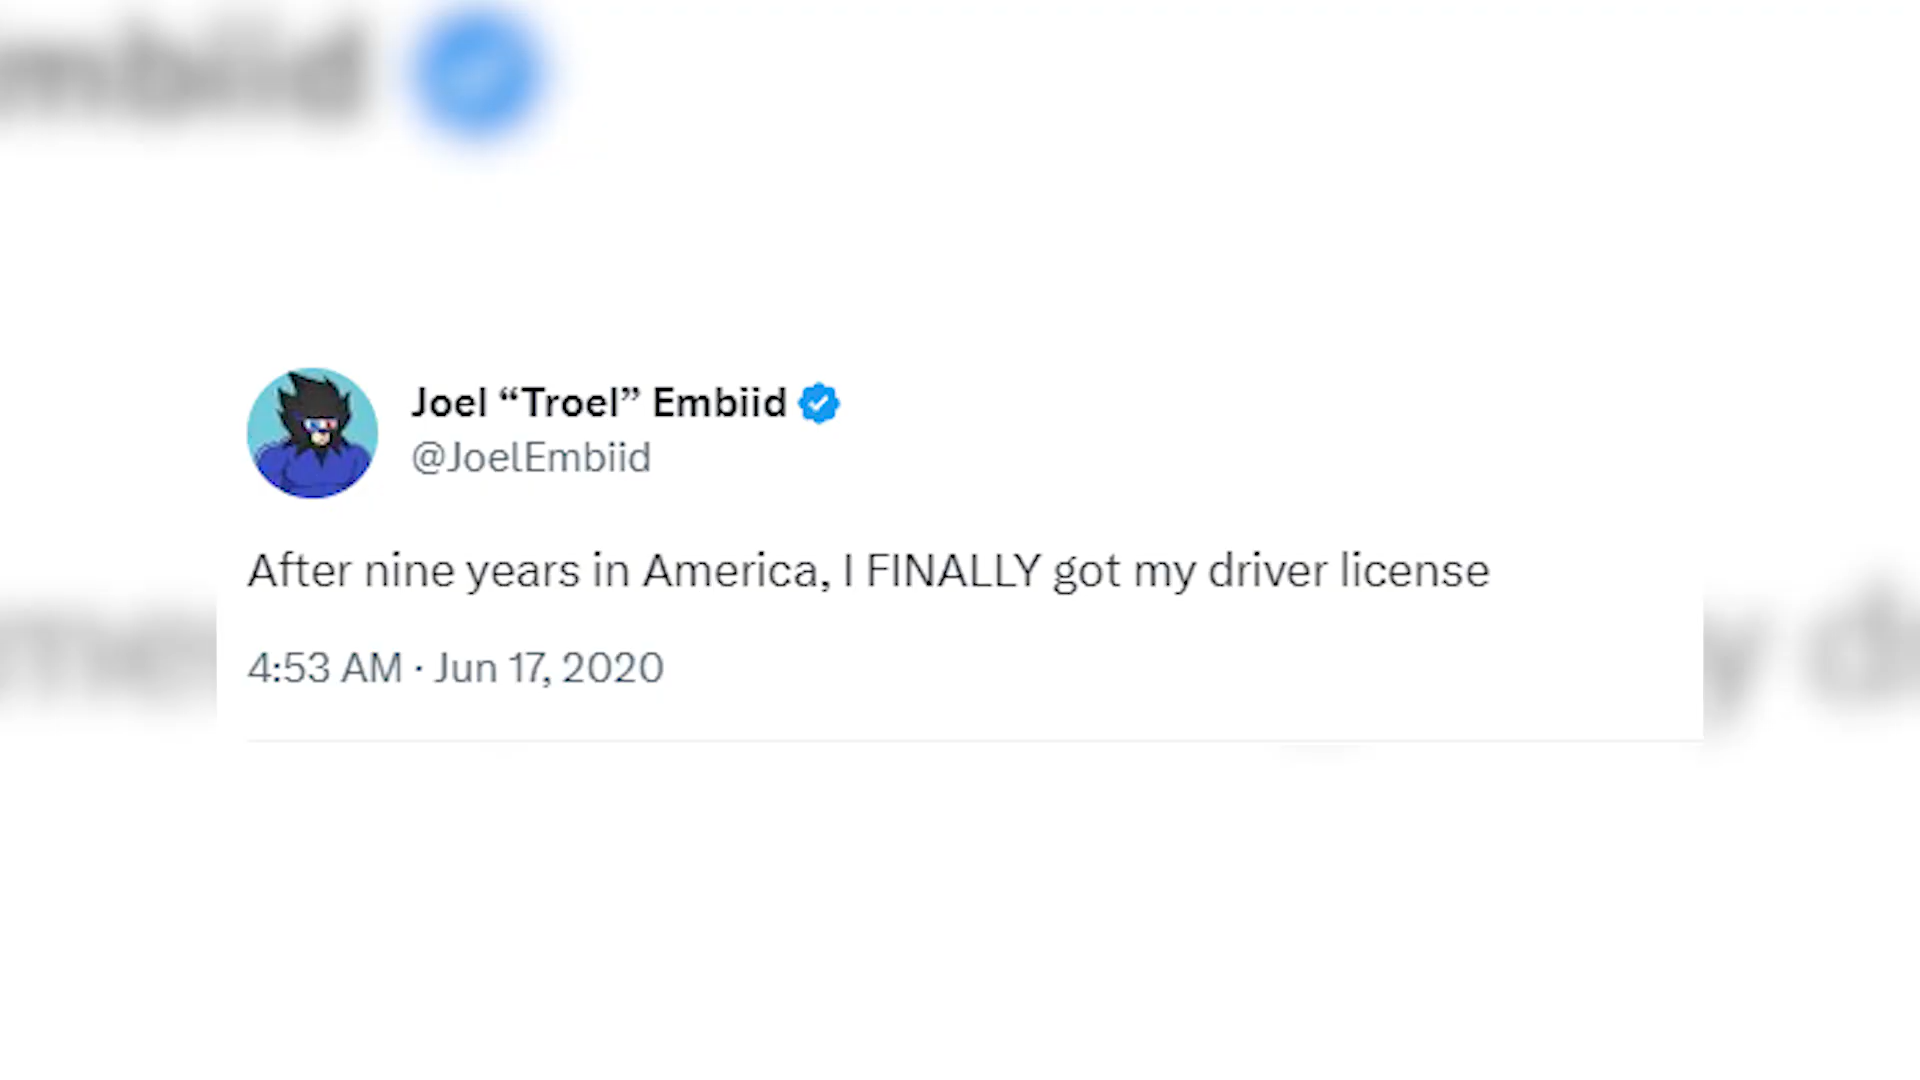 Joel “Troel” Embiid
@JoelEmbiid
After nine years in America, I FINALLY got my driver license
4:53 AM · Jun 17, 2020